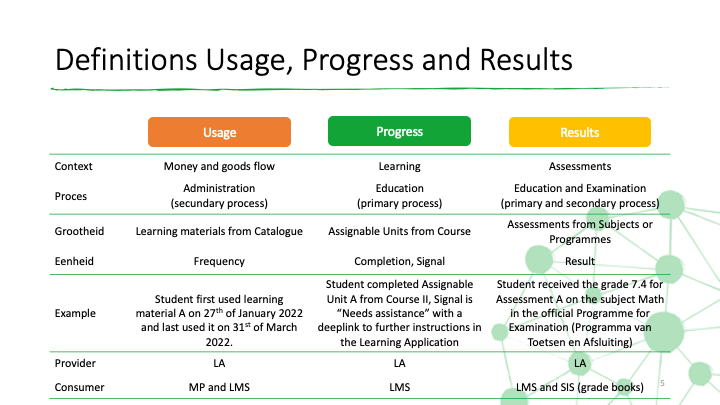 Definitions Usage, Progress and Results
Usage Progress Results
Context Money and goods flow Learning Assessments
Proces Administration
(secundary process) Education
(primary process) Education and Examination
(primary and secondary process)
Grootheid Learning materials from Catalogue Assignable Units from Course Assessments from Subjects or
Programmes
Eenheid Frequency Completion, Signal Result
Example Student first used learning
material A on 27th of January 2022
and last used it on 31st of March
2022.
Student completed Assignable
Unit A from Course II, Signal is
“Needs assistance” with a
deeplink to further instructions in
the Learning Application
Student received the grade 7.4 for
Assessment A on the subject Math
in the official Programme for
Examination (Programma van
Toetsen en Afsluiting)
Provider LA LA LA
Consumer MP and LMS LMS LMS and SIS (grade books)
5